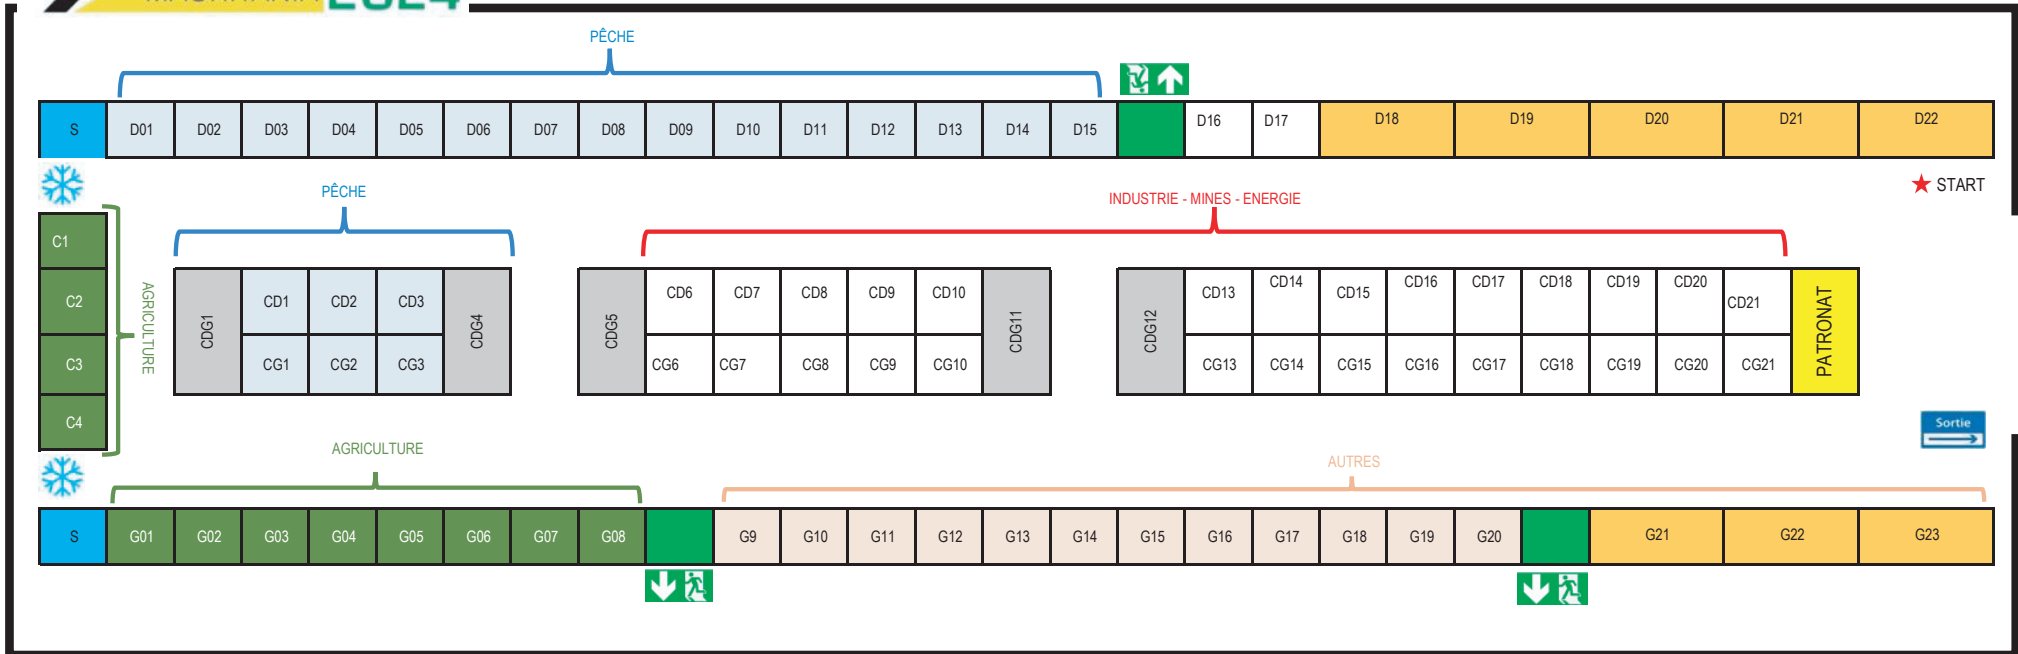 2024
PÊCHE
S D01 D02 D03 D04 D05 D06 D07 D08 D09 D10 D11 D12 D13 D14 D15 D16 D17 D18 D19 D20 D21 D22
START
PÊCHE
INDUSTRIE - MINES - ENERGIE
C1
C2
C3
C4
AGRICULTURE
CDG1
CD1 CD2 CD3
CG1 CG2 CG3
CDG4
CDG5
CD6 CD7 CD8 CD9 CD10
CG6 CG7 CG8 CG9 CG10
CDG11
CDG12
CD13 CD14 CD15 CD16 CD17 CD18 CD19 CD20 CD21
CG13 CG14 CG15 CG16 CG17 CG18 CG19 CG20 CG21
PATRONAT
Sortie
AGRICULTURE
AUTRES
S G01 G02 G03 G04 G05 G06 G07 G08 G9 G10 G11 G12 G13 G14 G15 G16 G17 G18 G19 G20 G21 G22 G23